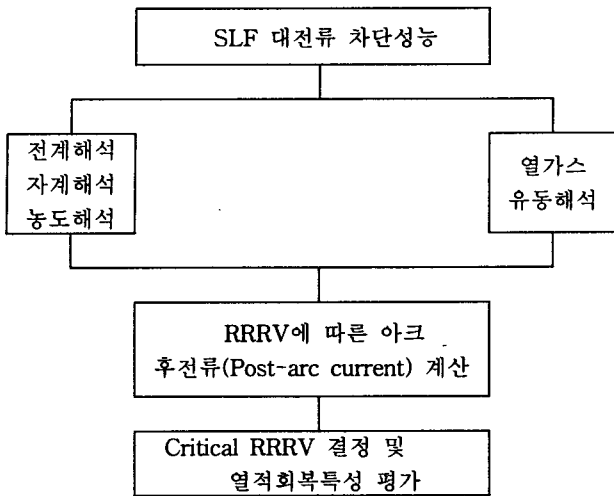 SLF 대전류 차단성능
전계해석
자계해석
농도해석
열가스
유동해석
RRRV에 따른 아크
후전류(Post-arc current) 계산
Critical RRRV 결정 및
열적회복특성 평가